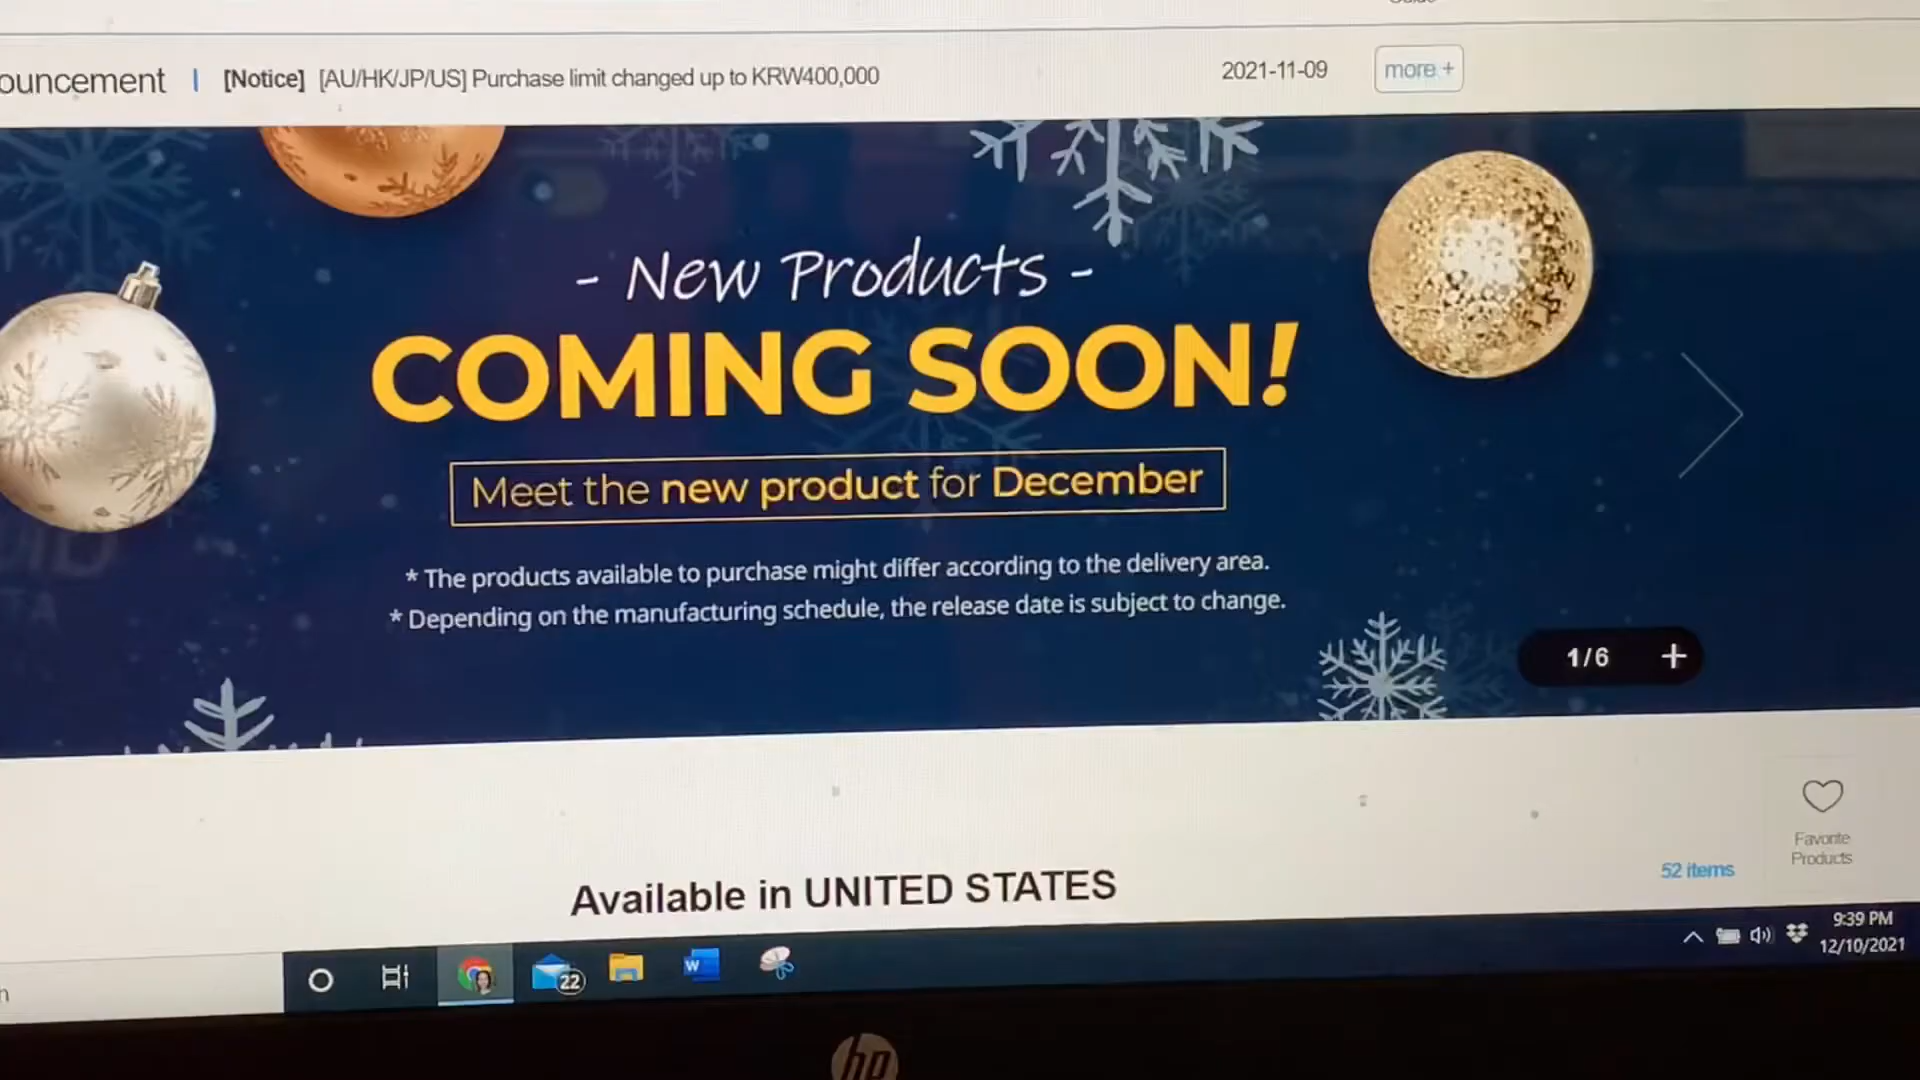 ouncement | [Notice] [AU/HK/JP/US] Purchase limit changed up to KRW400,000 2021-11-09 more +
- New Products -
COMING SOON!
Meet the new product for December
* The products available to purchase might differ according to the delivery area.
* Depending on the manufacturing schedule, the release date is subject to change.
1/6 +
Favorite
Products
52 items
Available in UNITED STATES
9:39 PM
12/10/2021
22
W
n
hp